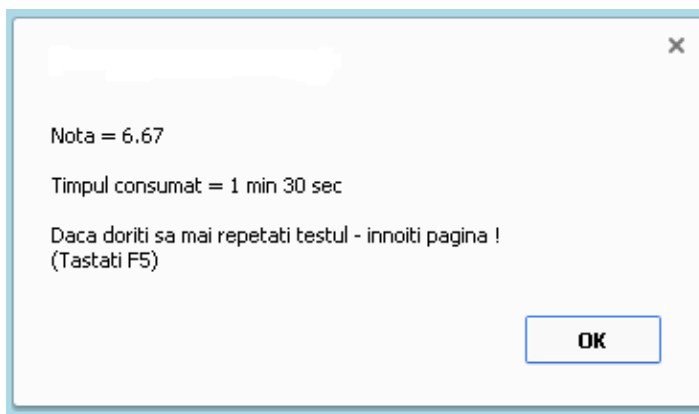 Nota = 6.67
Timpul consumat = 1 min 30 sec
Daca doriti sa mai repetati testul - innoiti pagina !
(Tastati F5)
OK